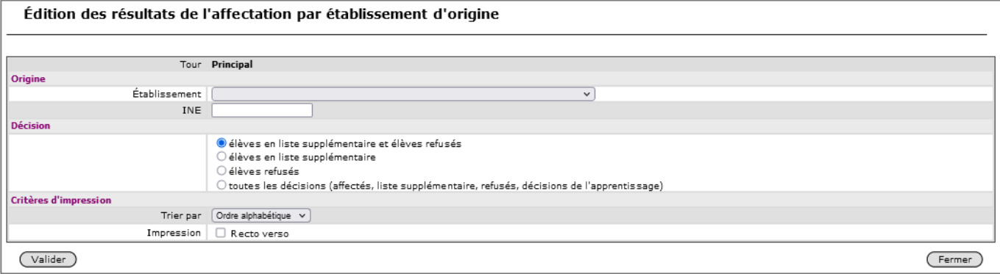 Édition des résultats de l'affectation par établissement d'origine
Tour Principal
Origine
Établissement
INE
Décision
élèves en liste supplémentaire et élèves refusés
élèves en liste supplémentaire
élèves refusés
toutes les décisions (affectés, liste supplémentaire, refusés, décisions de l'apprentissage)
Critères d'impression
Trier par Ordre alphabétique
Impression Recto verso
Valider Fermer